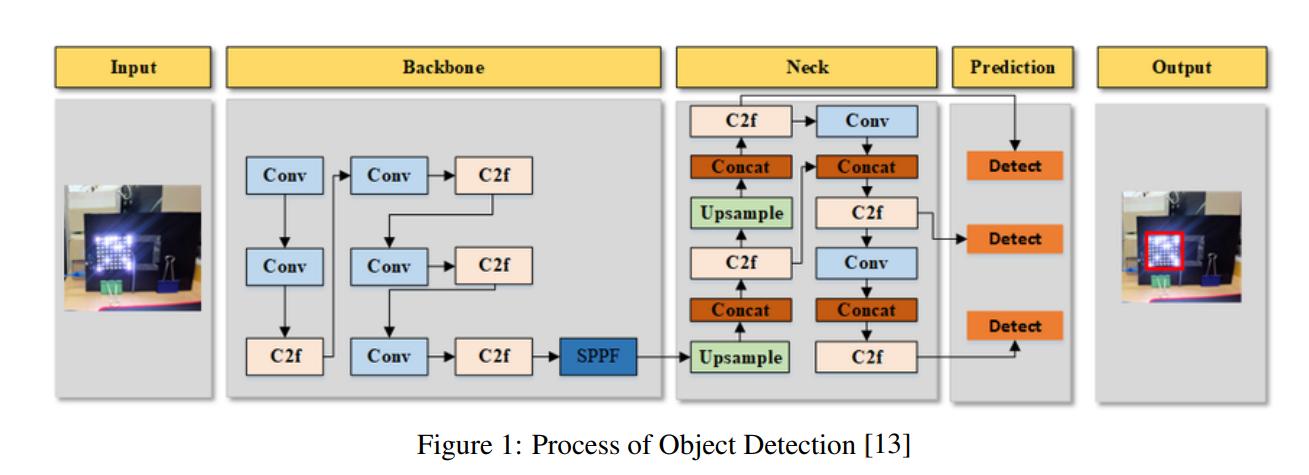 Input
Backbone
Neck
Prediction
Output
Conv
Conv
C2f
Conv
C2f
Conv
C2f
Conv
C2f
SPPF
C2f
Concat
Upsample
C2f
Concat
Upsample
Conv
Concat
C2f
Conv
Concat
C2f
Detect
Detect
Detect
Figure 1: Process of Object Detection [13]